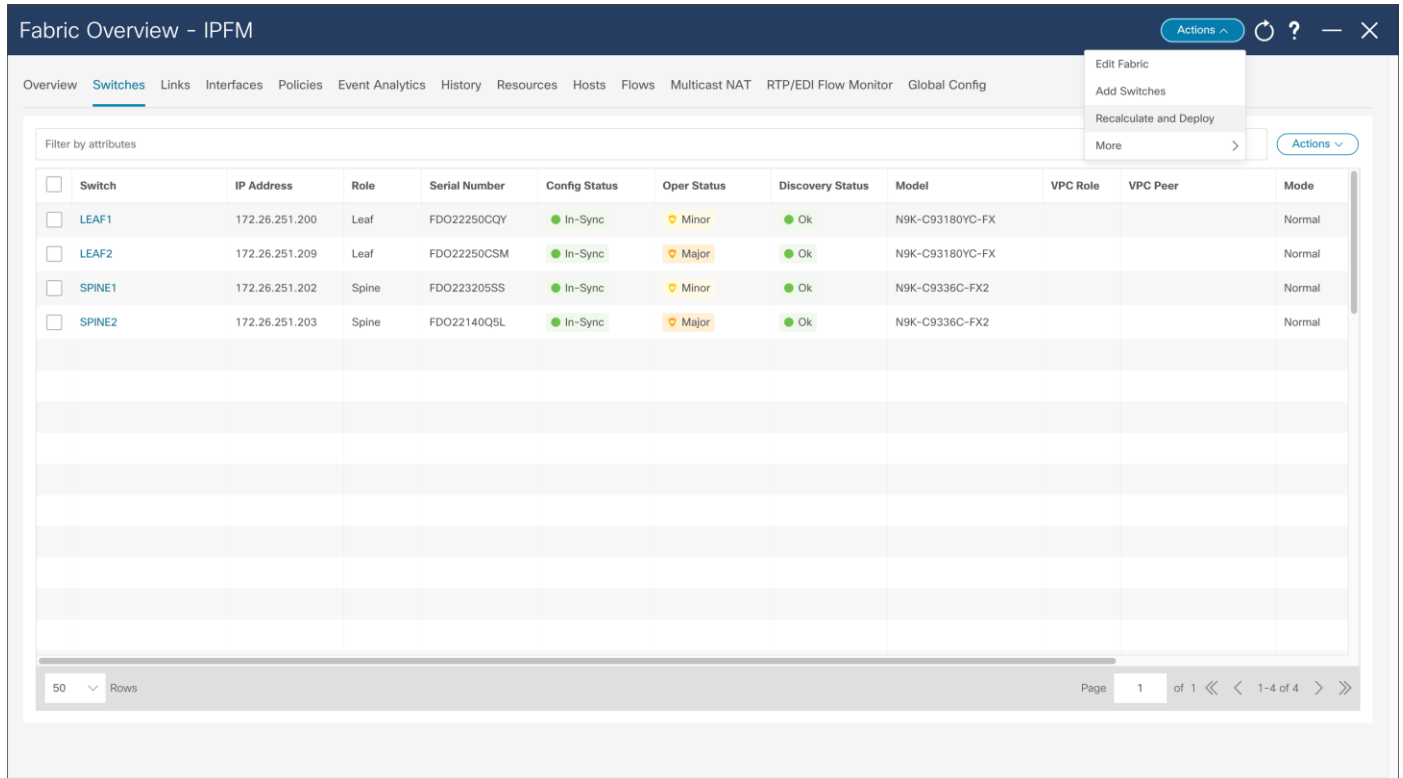 Fabric Overview - IPFM
Actions
?
Edit Fabric
Add Switches
Recalculate and Deploy
More
Overview Switches Links Interfaces Policies Event Analytics History Resources Hosts Flows Multicast NAT RTP/EDI Flow Monitor Global Config
Filter by attributes
Actions
Switch IP Address Role Serial Number Config Status Oper Status Discovery Status Model VPC Role VPC Peer Mode
LEAF1 172.26.251.200 Leaf FDO22250CQY In-Sync Minor Ok N9K-C93180YC-FX Normal
LEAF2 172.26.251.209 Leaf FDO22250CSM In-Sync Major Ok N9K-C93180YC-FX Normal
SPINE1 172.26.251.202 Spine FDO223205SS In-Sync Minor Ok N9K-C9336C-FX2 Normal
SPINE2 172.26.251.203 Spine FDO22140Q5L In-Sync Major Ok N9K-C9336C-FX2 Normal
50 Rows Page 1 of 1 1-4 of 4